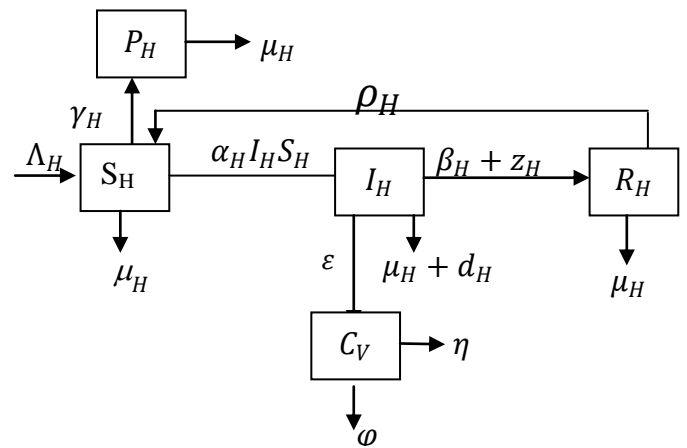 P_H
μ_H
γ_H
ρ_H
Λ_H
S_H
α_H I_H S_H
I_H
β_H + z_H
R_H
μ_H
ε
μ_H + d_H
μ_H
C_V
η
φ